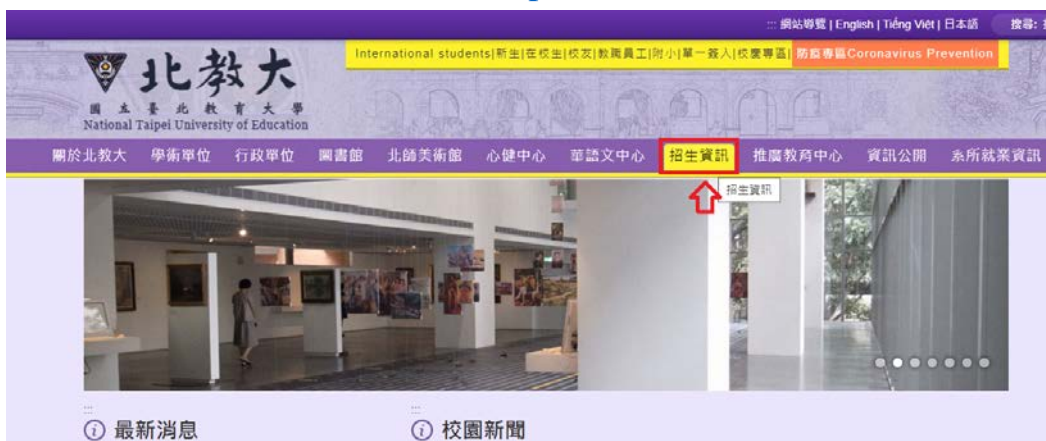 ::: 網站導覽 | English | Tiếng Việt | 日本語 搜尋:
International students|新生|在校生|校友|教職員工|附小|單一簽入|校慶專區| 防疫專區Coronavirus Prevention
北教大
國立臺北教育大學
National Taipei University of Education
關於北教大 學術單位 行政單位 圖書館 北師美術館 心健中心 華語文中心 招生資訊 推廣教育中心 資訊公開 系所就業資訊
招生資訊
::: :::
最新消息 校園新聞